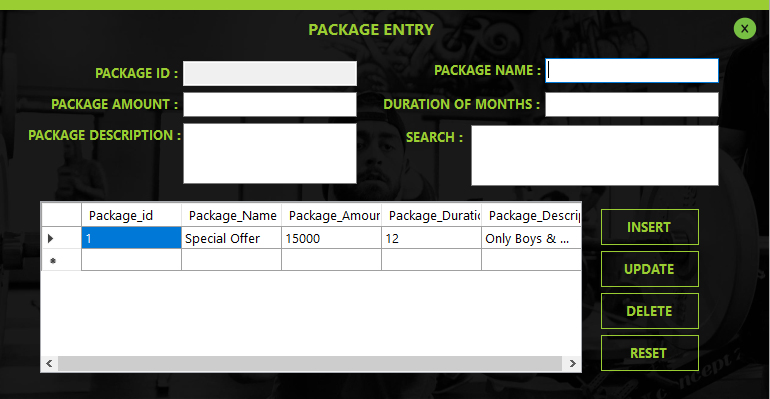 PACKAGE ENTRY
X
PACKAGE ID :
PACKAGE NAME :
PACKAGE AMOUNT :
DURATION OF MONTHS :
PACKAGE DESCRIPTION :
SEARCH :
Package_id Package_Name Package_Amour Package_Duratic Package_Descrip
1 Special Offer 15000 12 Only Boys & ...
INSERT
UPDATE
DELETE
RESET